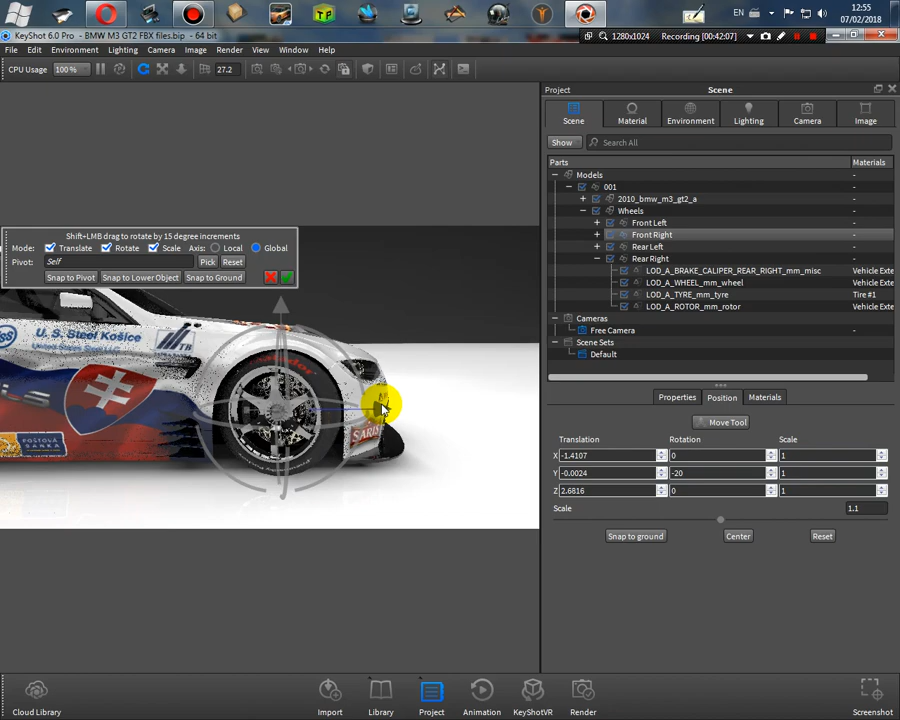 12:55
EN
07/02/2018
KeyShot 6.0 Pro - BMW M3 GT2 FBX files.bip
1280x1024
Recording [00:42:07]
File Edit Environment Lighting Camera Image Render View Window Help
CPU Usage 100 % 27.2
Project Scene
Scene Material Environment Lighting Camera Image
Show Search All
Parts Materials
Models -
001 -
2010_bmw_m3_gt2_a -
Wheels -
Front Left -
Front Right -
Rear Left -
Rear Right -
LOD_A_BRAKE_CALIPER_REAR_RIGHT_mm_misc Vehicle Exte
LOD_A_WHEEL_mm_wheel Vehicle Exte
LOD_A_TYRE_mm_tyre Tire #1
LOD_A_ROTOR_mm_rotor Vehicle Exte
Cameras -
Free Camera -
Scene Sets
Default -
Shift+LMB drag to rotate by 15 degree increments
Mode: Translate Rotate Scale Axis: Local Global
Pivot: Self Pick Reset
Snap to Pivot Snap to Lower Object Snap to Ground
U. S. Steel Košice
MTB
POŠTOVÁ
BANKA
SARIS
Properties Position Materials
Move Tool
Translation Rotation Scale
X -1.4107 0 1
Y -0.0024 -20 1
Z 2.6816 0 1
Scale 1.1
Snap to ground Center Reset
Cloud Library Import Library Project Animation KeyShotVR Render Screenshot